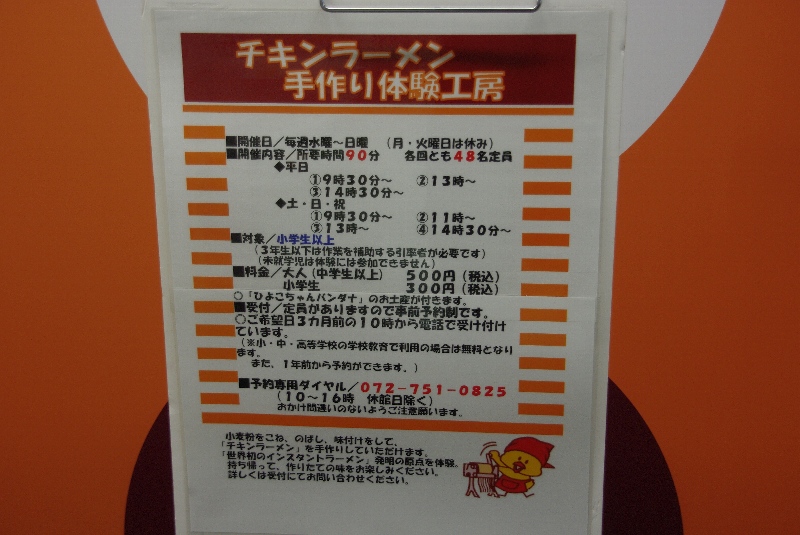 チキンラーメン
手作り体験工房
■開催日／毎週水曜～日曜 （月・火曜日は休み）
■開催内容／所要時間90分 各回とも48名定員
◆平日
①9時30分～ ②13時～
③14時30分～
◆土・日・祝
①9時30分～ ②11時～
③13時～ ④14時30分～
■対象／小学生以上
（3年生以下は作業を補助する引率者が必要です）
（未就学児は体験には参加できません）
■料金／大人（中学生以上） 500円（税込）
小学生 300円（税込）
○「ひよこちゃんバンダナ」のお土産が付きます。
■受付／定員がありますので事前予約制です。
○ご希望日3カ月前の10時から電話で受け付け
ています。
（※小・中・高等学校の学校教育で利用の場合は無料となり
ます。
また、1年前から予約ができます。）
■予約専用ダイヤル／072-751-0825
（10～16時 休館日除く）
おかけ間違いのないようご注意願います。
小麦粉をこね、のばし、味付けをして、
「チキンラーメン」を手作りしていただけます。
「世界初のインスタントラーメン」発明の原点を体験。
持ち帰って、作りたての味をお楽しみください。
詳しくは受付にてお問い合わせください。